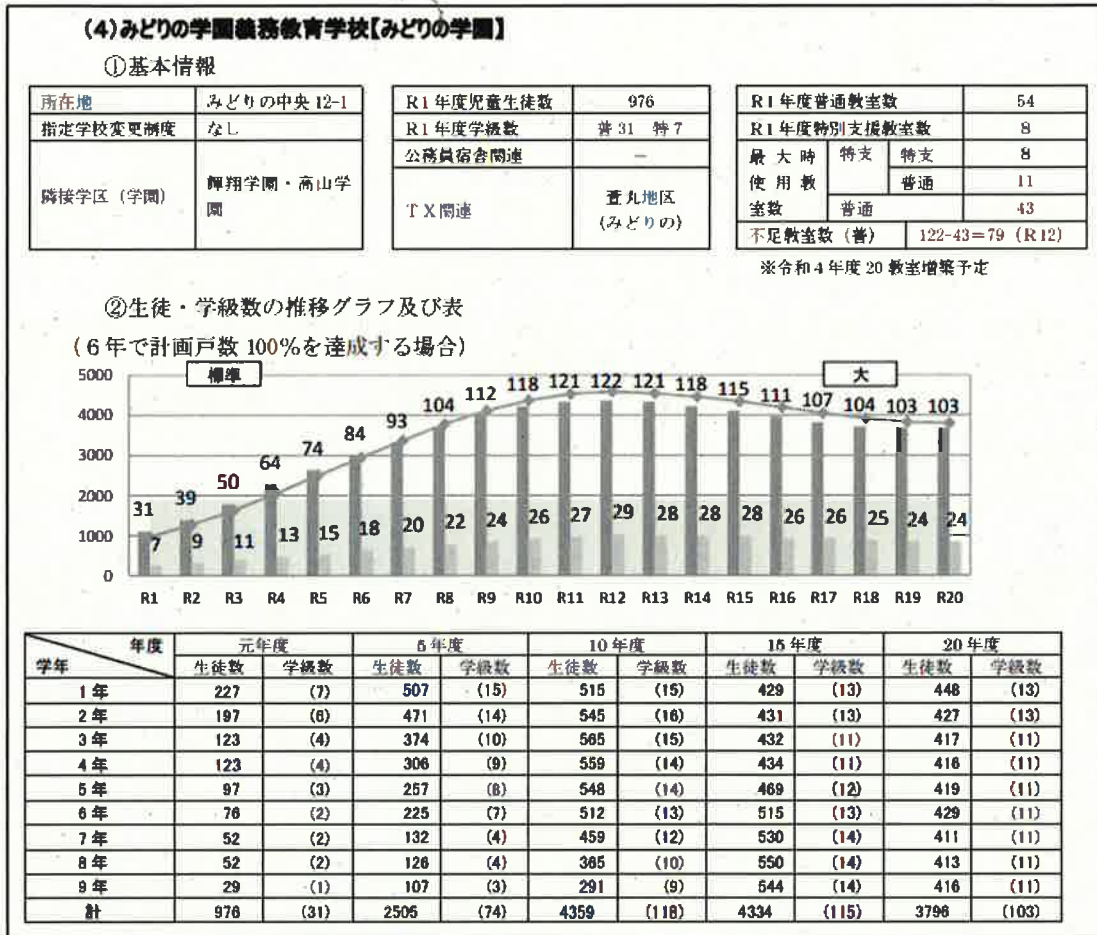 (4)みどりの学園義務教育学校【みどりの学園】
①基本情報
所在地 みどりの中央 12-1
指定学校変更制度 なし
隣接学区（学園） 輝翔学園・高山学園
R1年度児童生徒数 976
R1年度学級数 普31 特7
公務員宿舎関連 －
TX関連 萱丸地区
(みどりの)
R1年度普通教室数 54
R1年度特別支援教室数 8
最大時使用教室数 特支 特支 8
普通 11
普通 43
不足教室数（普） 122-43＝79（R12）
※令和4年度20教室増築予定
②生徒・学級数の推移グラフ及び表
(6年で計画戸数100％を達成する場合)
標準 大
5000
4000
3000
2000
1000
0
31 39 50 64 74 84 93 104 112 118 121 122 121 118 115 111 107 104 103 103
7 9 11 13 15 18 20 22 24 26 27 29 28 28 28 26 26 25 24 24
R1 R2 R3 R4 R5 R6 R7 R8 R9 R10 R11 R12 R13 R14 R15 R16 R17 R18 R19 R20
年度 元年度 5年度 10年度 15年度 20年度
学年 生徒数 学級数 生徒数 学級数 生徒数 学級数 生徒数 学級数 生徒数 学級数
1年 227 (7) 507 (15) 515 (15) 429 (13) 448 (13)
2年 197 (6) 471 (14) 545 (16) 431 (13) 427 (13)
3年 123 (4) 374 (10) 565 (15) 432 (11) 417 (11)
4年 123 (4) 306 (9) 559 (14) 434 (11) 416 (11)
5年 97 (3) 257 (8) 548 (14) 469 (12) 419 (11)
6年 76 (2) 225 (7) 512 (13) 515 (13) 429 (11)
7年 52 (2) 132 (4) 459 (12) 530 (14) 411 (11)
8年 52 (2) 126 (4) 365 (10) 550 (14) 413 (11)
9年 29 (1) 107 (3) 291 (9) 544 (14) 416 (11)
計 976 (31) 2505 (74) 4359 (118) 4334 (115) 3796 (103)